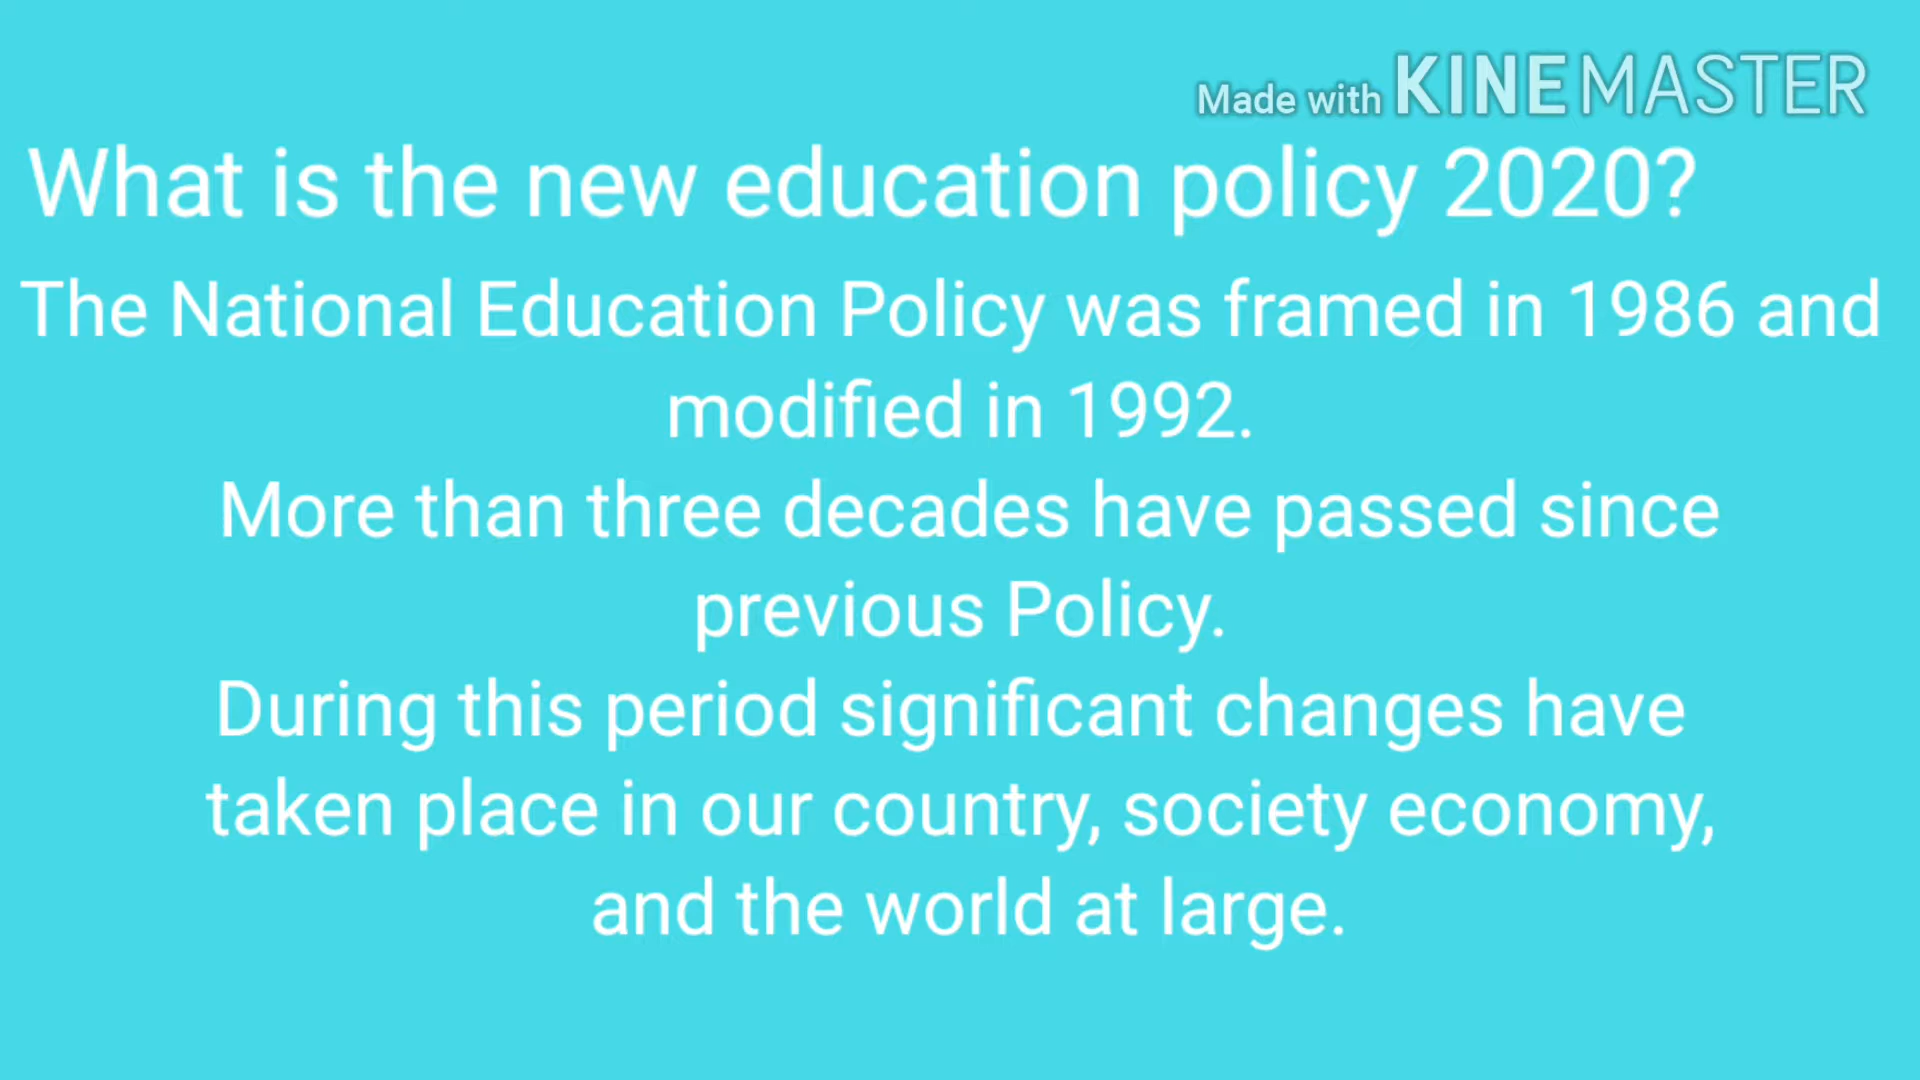 Made with KINEMASTER
What is the new education policy 2020?
The National Education Policy was framed in 1986 and
modified in 1992.
More than three decades have passed since
previous Policy.
During this period significant changes have
taken place in our country, society economy,
and the world at large.